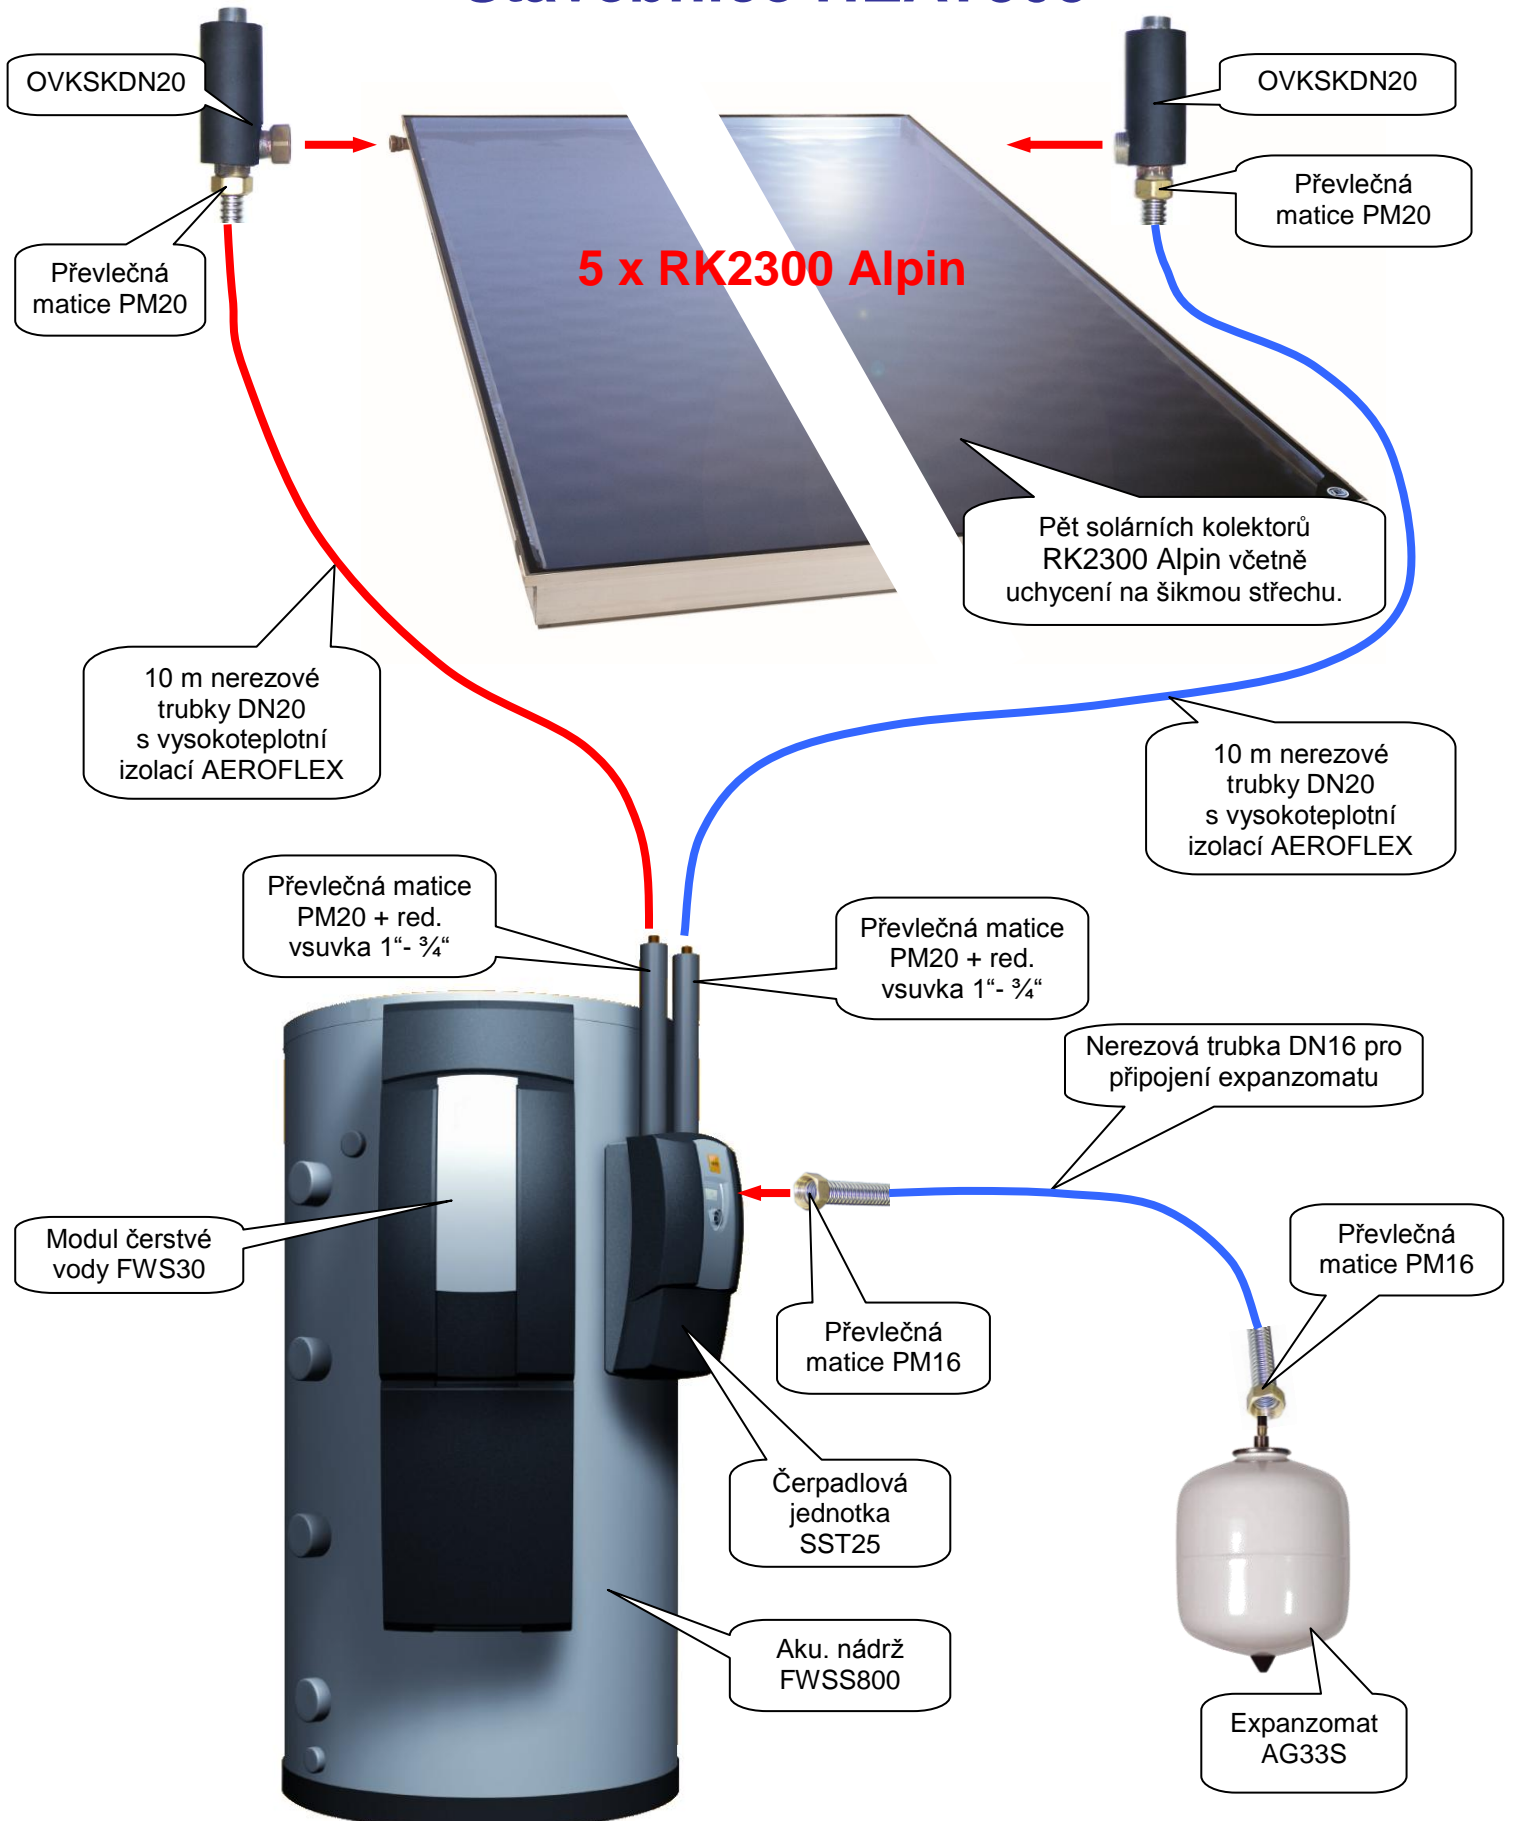 OVKSKDN20
OVKSKDN20
Převlečná
matice PM20
Převlečná
matice PM20
5 x RK2300 Alpin
Pět solárních kolektorů
RK2300 Alpin včetně
uchycení na šikmou střechu.
10 m nerezové
trubky DN20
s vysokoteplotní
izolací AEROFLEX
10 m nerezové
trubky DN20
s vysokoteplotní
izolací AEROFLEX
Převlečná matice
PM20 + red.
vsuvka 1“- ¾“
Převlečná matice
PM20 + red.
vsuvka 1“- ¾“
Nerezová trubka DN16 pro
připojení expanzomatu
Modul čerstvé
vody FWS30
Převlečná
matice PM16
Převlečná
matice PM16
Čerpadlová
jednotka
SST25
Aku. nádrž
FWSS800
Expanzomat
AG33S